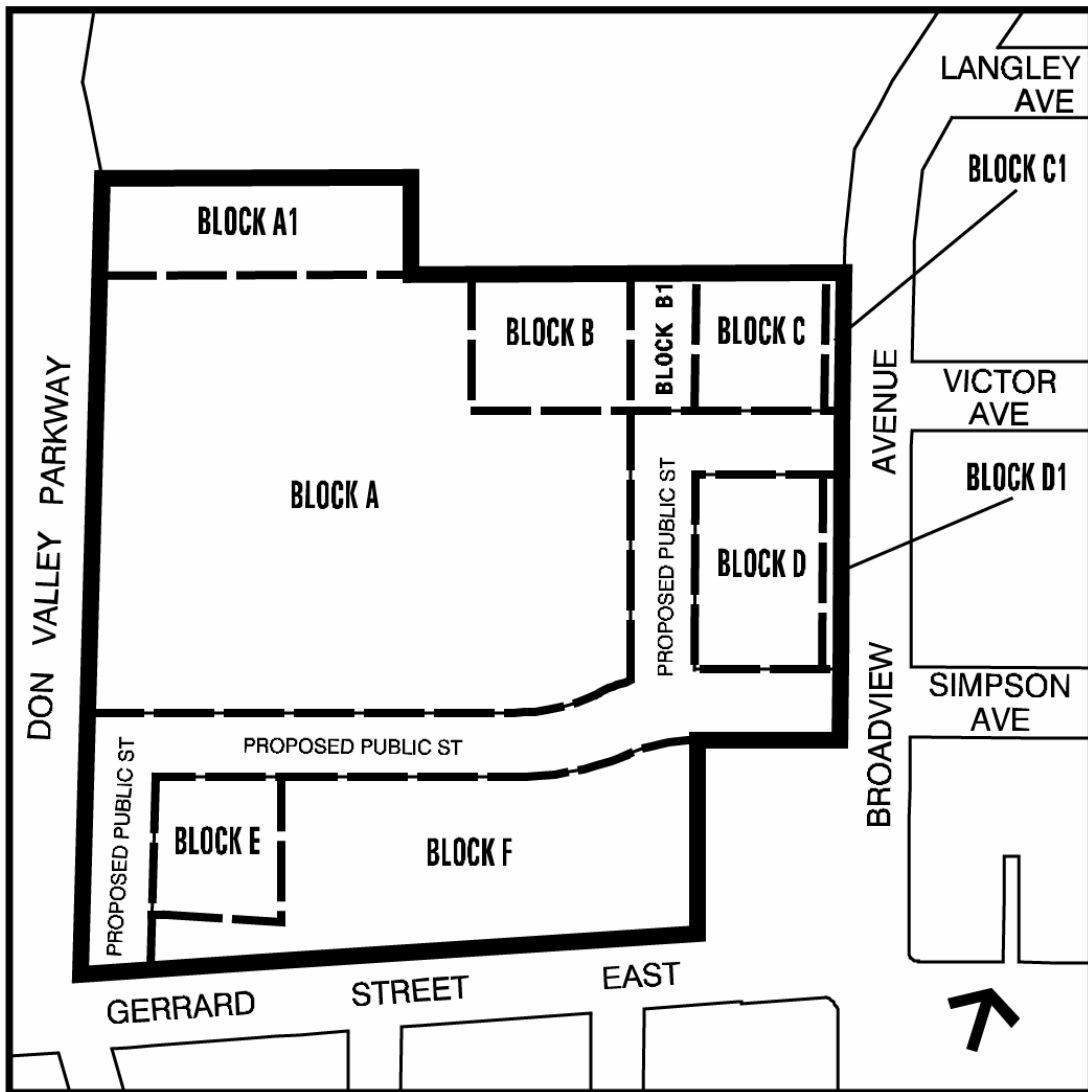 LANGLEY
AVE
BLOCK C1
BLOCK A1
BLOCK B
BLOCK B1
BLOCK C
VICTOR
AVE
AVENUE
BLOCK D1
BLOCK A
DON VALLEY PARKWAY
PROPOSED PUBLIC ST
BLOCK D
SIMPSON
AVE
BROADVIEW
PROPOSED PUBLIC ST
PROPOSED PUBLIC ST
BLOCK E
BLOCK F
GERRARD STREET EAST